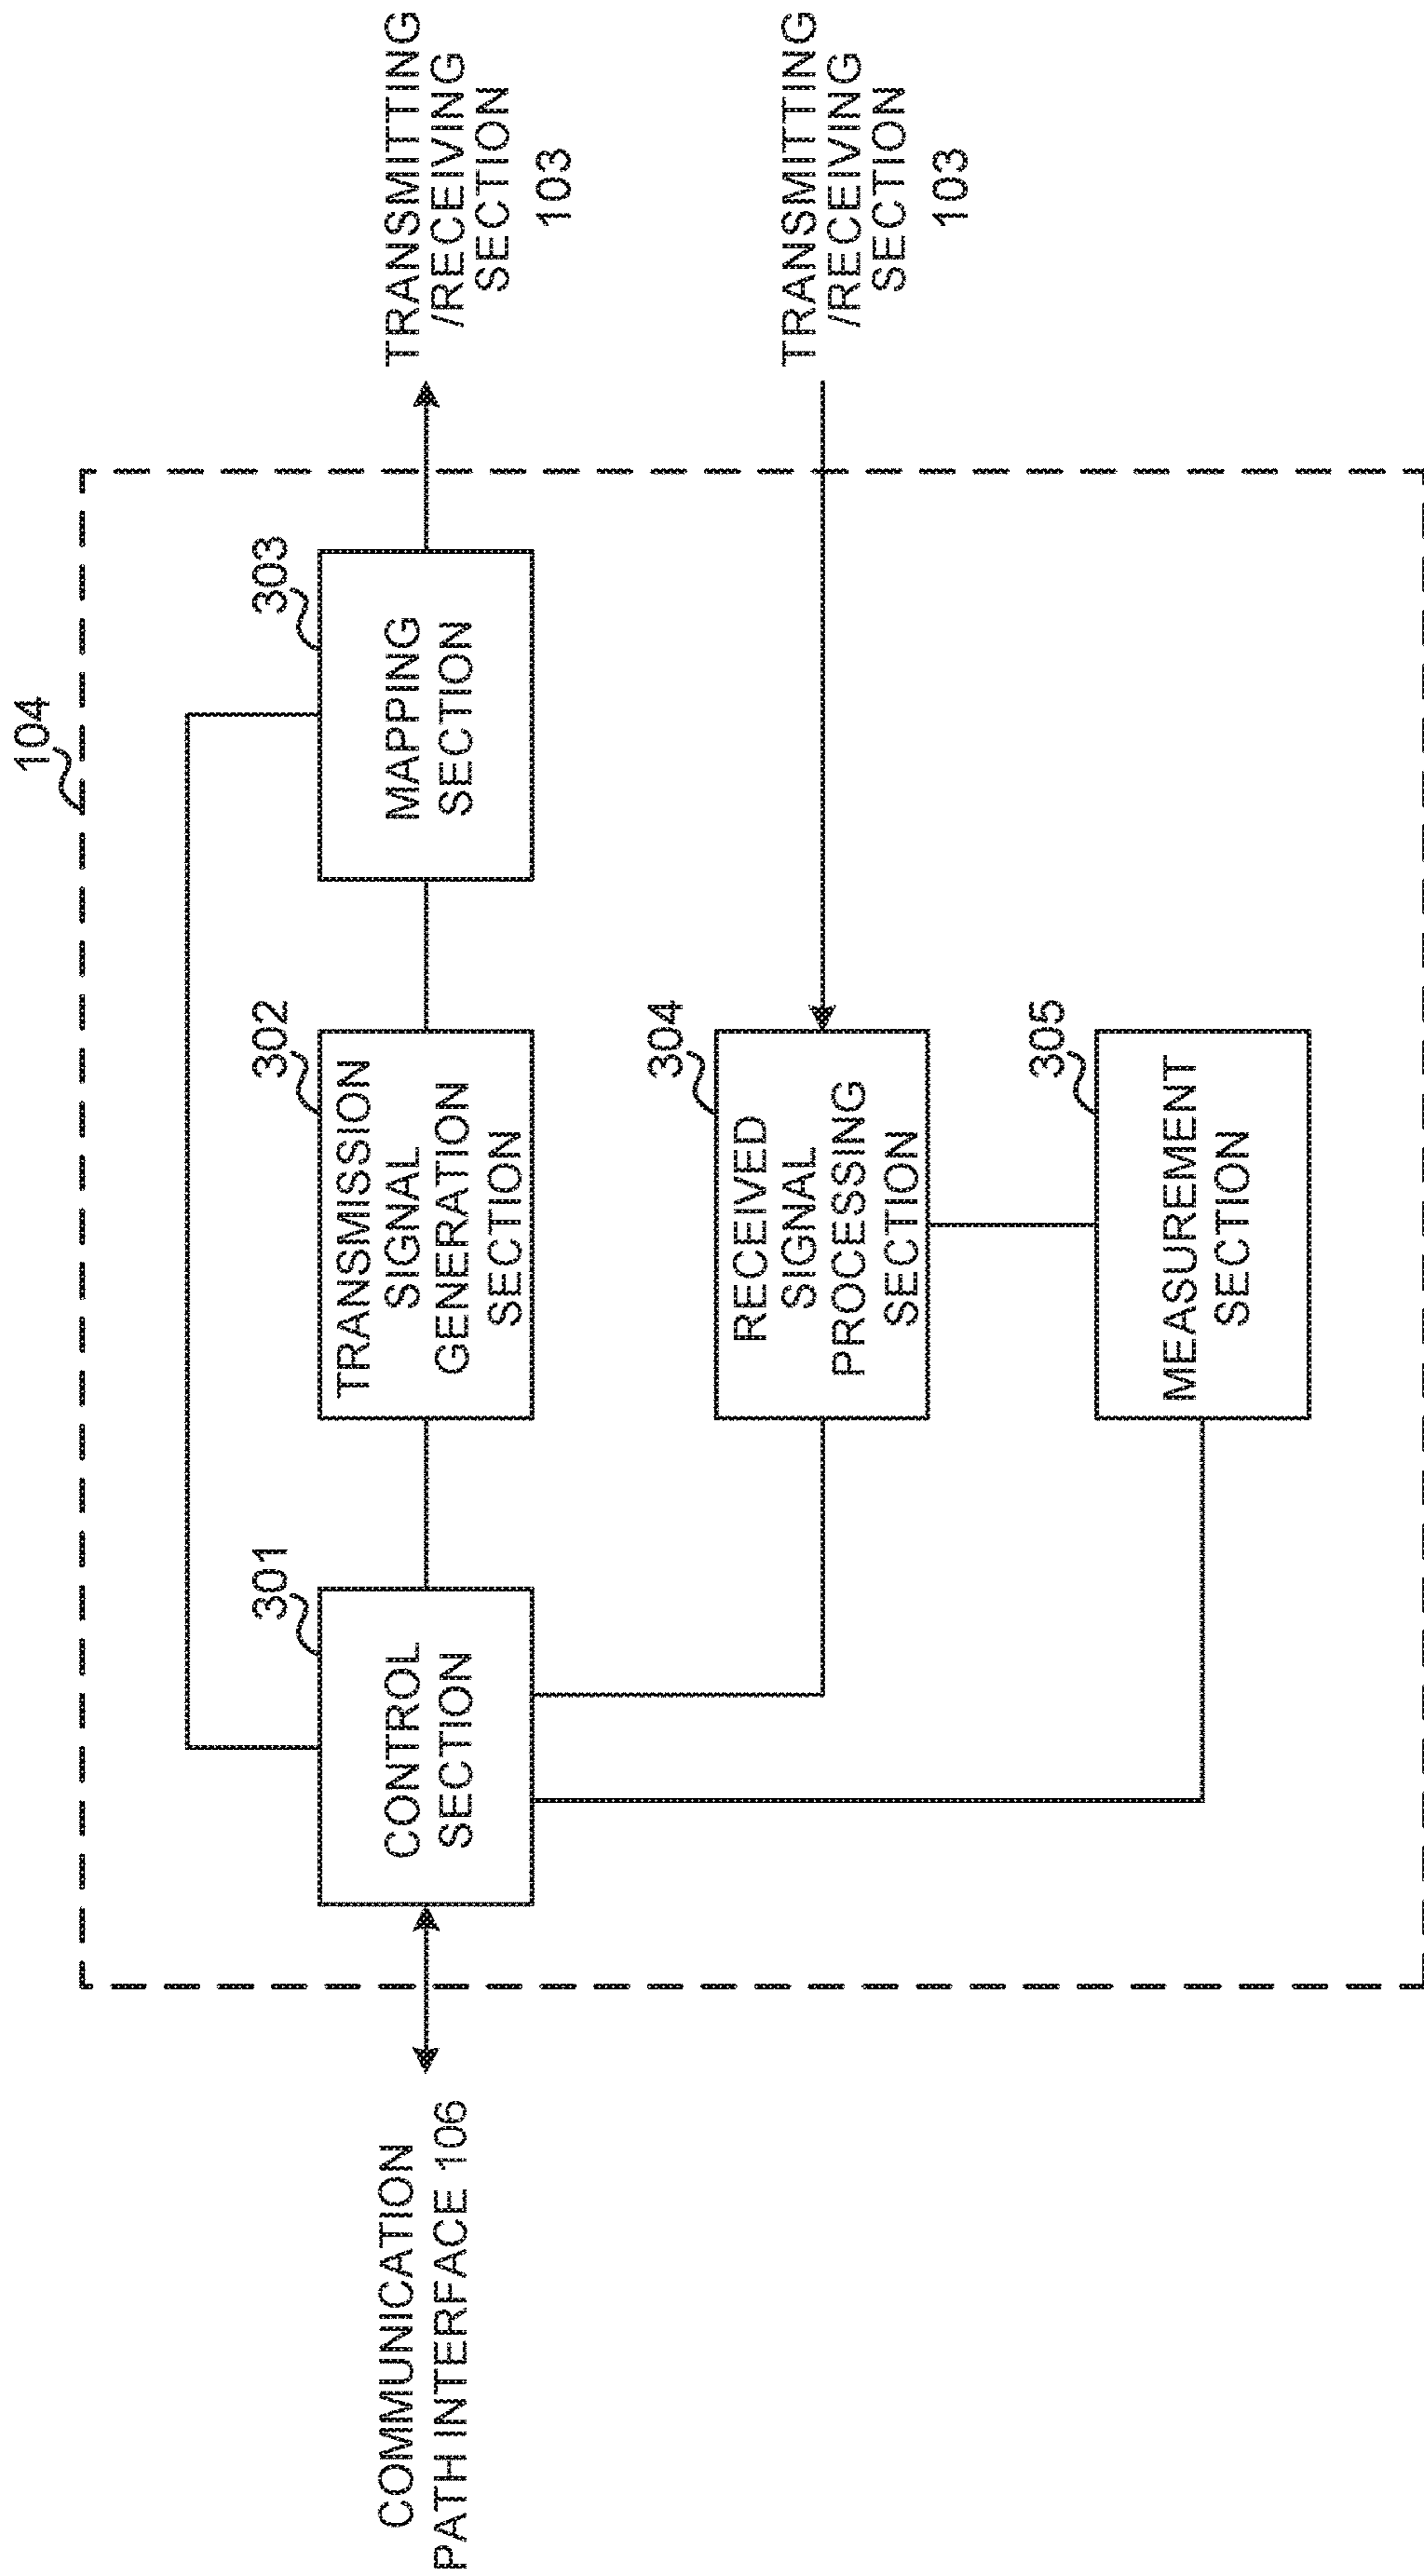 104
COMMUNICATION
PATH INTERFACE 106
301
CONTROL
SECTION
302
TRANSMISSION
SIGNAL
GENERATION
SECTION
303
MAPPING
SECTION
TRANSMITTING
/RECEIVING
SECTION
103
304
RECEIVED
SIGNAL
PROCESSING
SECTION
TRANSMITTING
/RECEIVING
SECTION
103
305
MEASUREMENT
SECTION